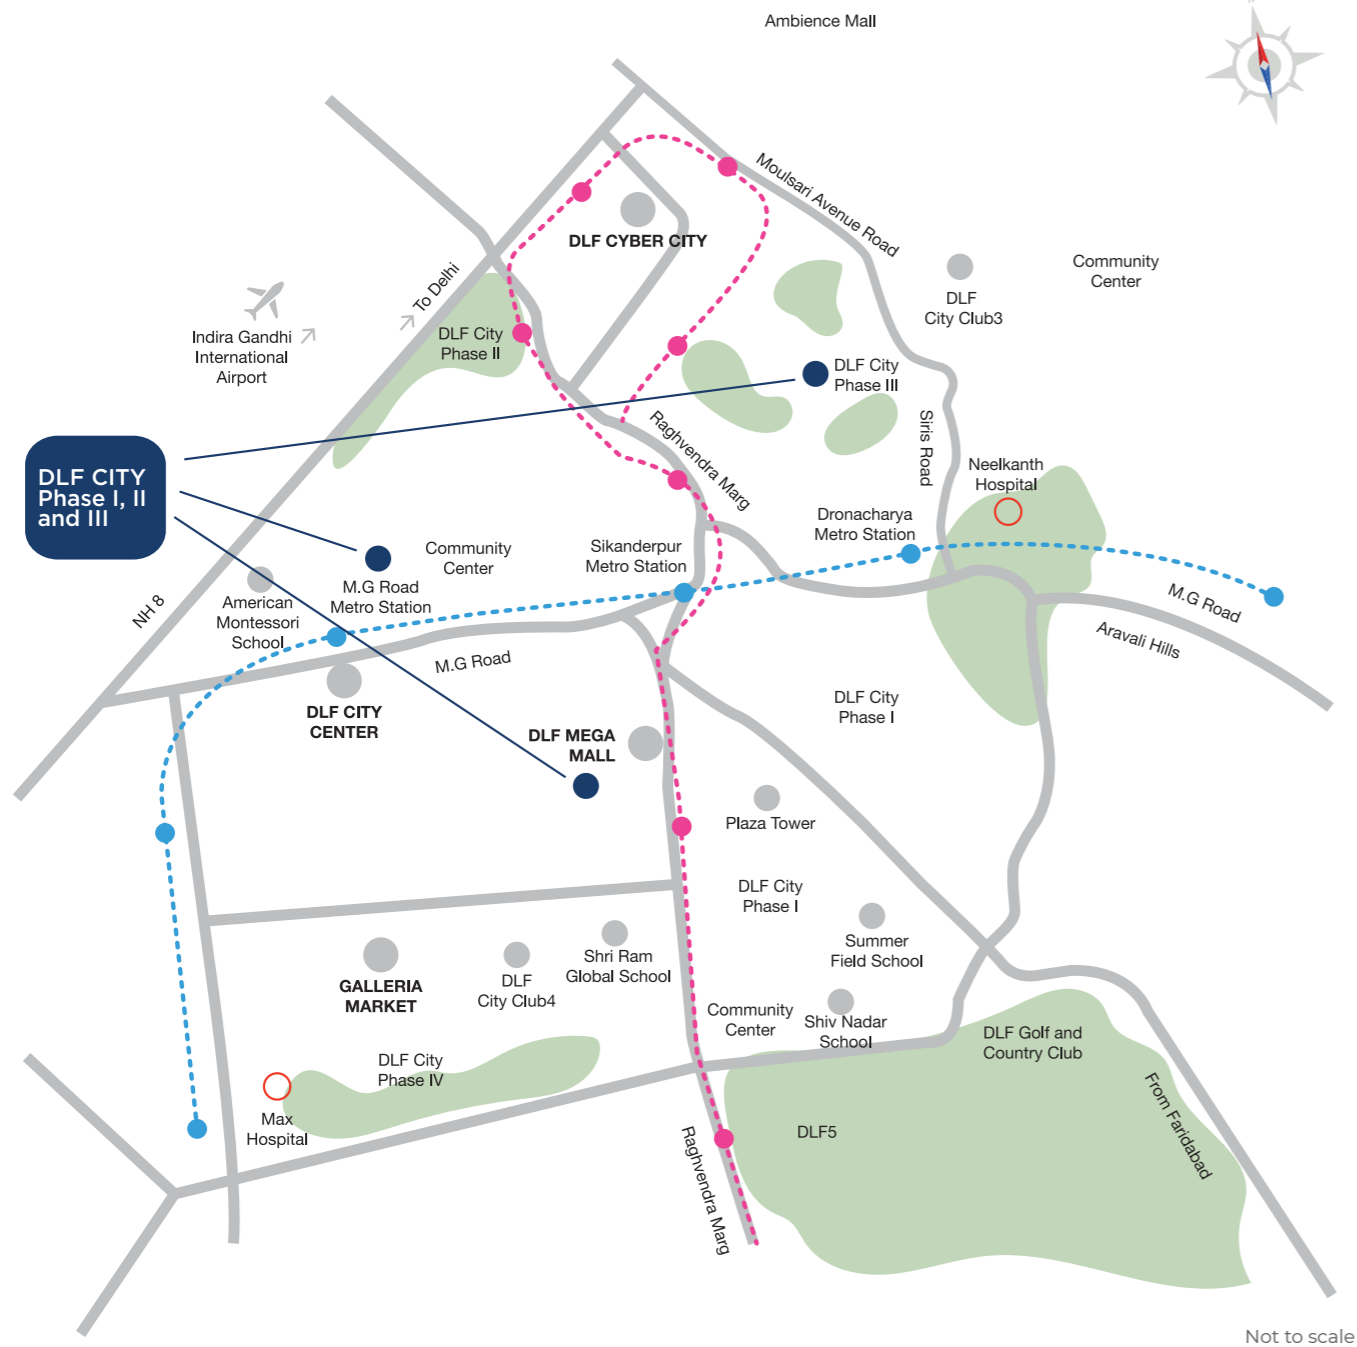 Ambience Mall
Moulsari Avenue Road
DLF CYBER CITY
Community
Center
DLF
City Club3
To Delhi
Indira Gandhi
International
Airport
DLF City
Phase II
DLF City
Phase III
Raghvendra Marg
Siris Road
DLF CITY
Phase I, II
and III
Neelkanth
Hospital
Dronacharya
Metro Station
Sikanderpur
Metro Station
Community
Center
M.G Road
Metro Station
American
Montessori
School
NH 8
M.G Road
M.G Road
Aravali Hills
DLF CITY
CENTER
DLF City
Phase I
DLF MEGA
MALL
Plaza Tower
DLF City
Phase I
Summer
Field School
Shri Ram
Global School
DLF
City Club4
GALLERIA
MARKET
Community
Center
Shiv Nadar
School
DLF Golf and
Country Club
DLF City
Phase IV
Max
Hospital
DLF5
From Faridabad
Raghvendra Marg
Not to scale